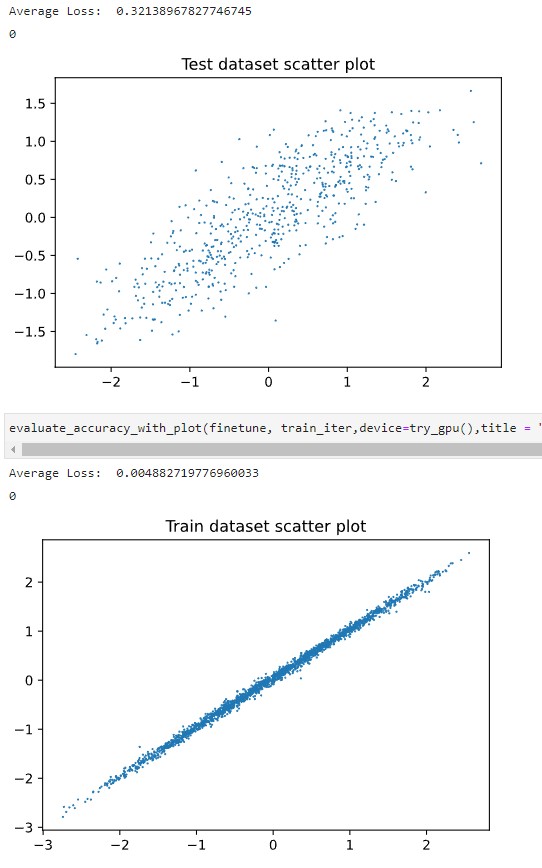 Average Loss:  0.32138967827746745
0
Test dataset scatter plot
1.5
1.0
0.5
0.0
−0.5
−1.0
−1.5
−2 −1 0 1 2
evaluate_accuracy_with_plot(finetune, train_iter,device=try_gpu(),title = '
Average Loss:  0.004882719776960033
0
Train dataset scatter plot
2
1
0
−1
−2
−3
−3 −2 −1 0 1 2